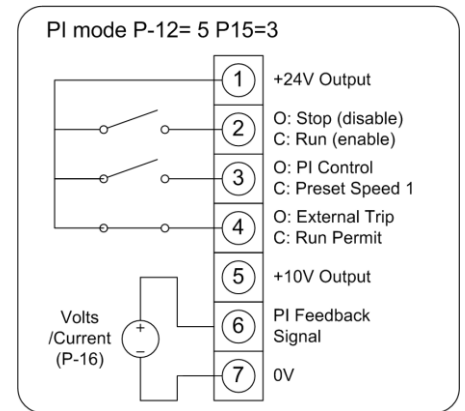 PI mode P-12= 5 P15=3
1 +24V Output
2 O: Stop (disable)
C: Run (enable)
3 O: PI Control
C: Preset Speed 1
4 O: External Trip
C: Run Permit
5 +10V Output
Volts
/Current
(P-16)
+
−
6 PI Feedback
Signal
7 0V